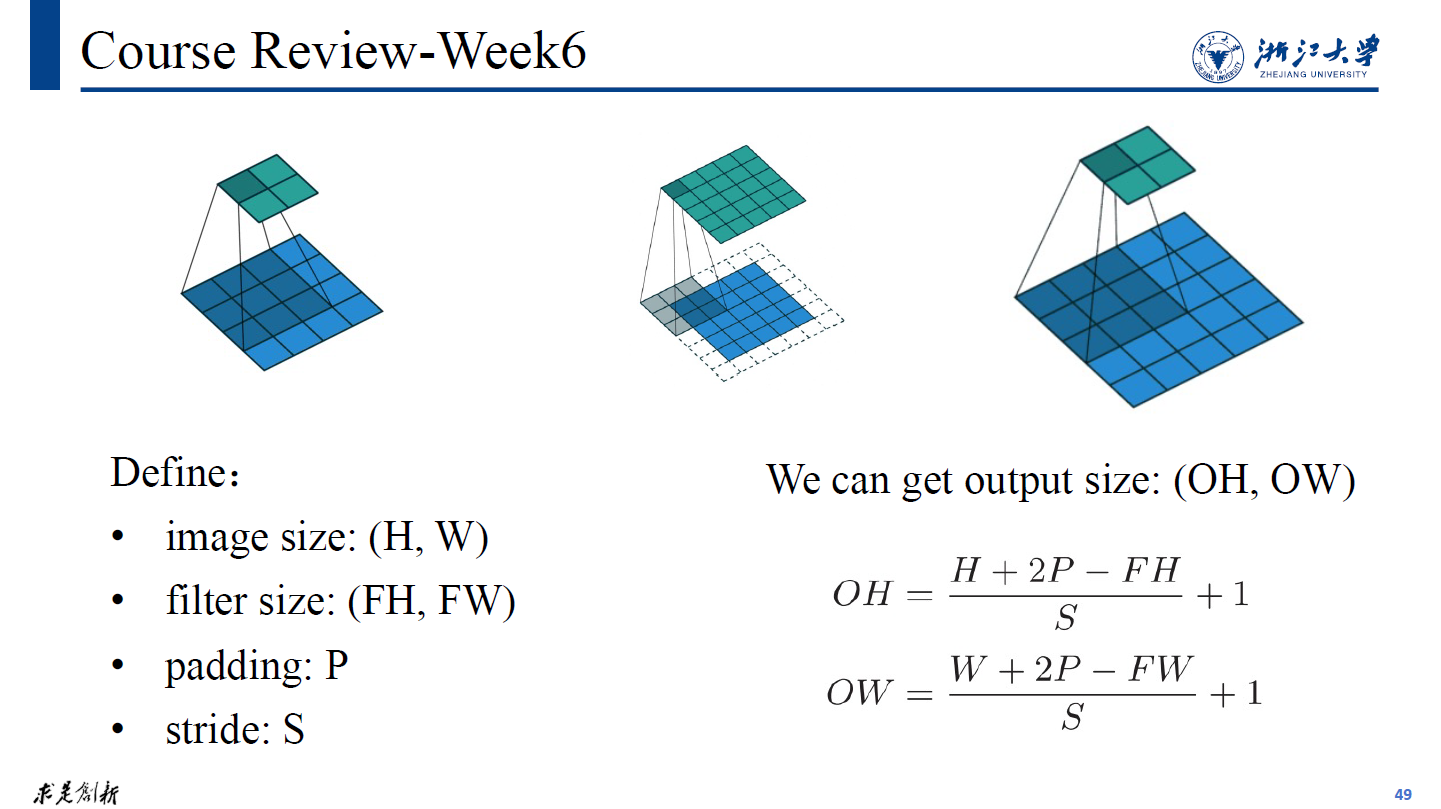 Course Review-Week6
浙江大学
ZHEJIANG UNIVERSITY
Define：
• image size: (H, W)
• filter size: (FH, FW)
• padding: P
• stride: S
We can get output size: (OH, OW)
OH = \frac{H + 2P - FH}{S} + 1
OW = \frac{W + 2P - FW}{S} + 1
求是創新
49